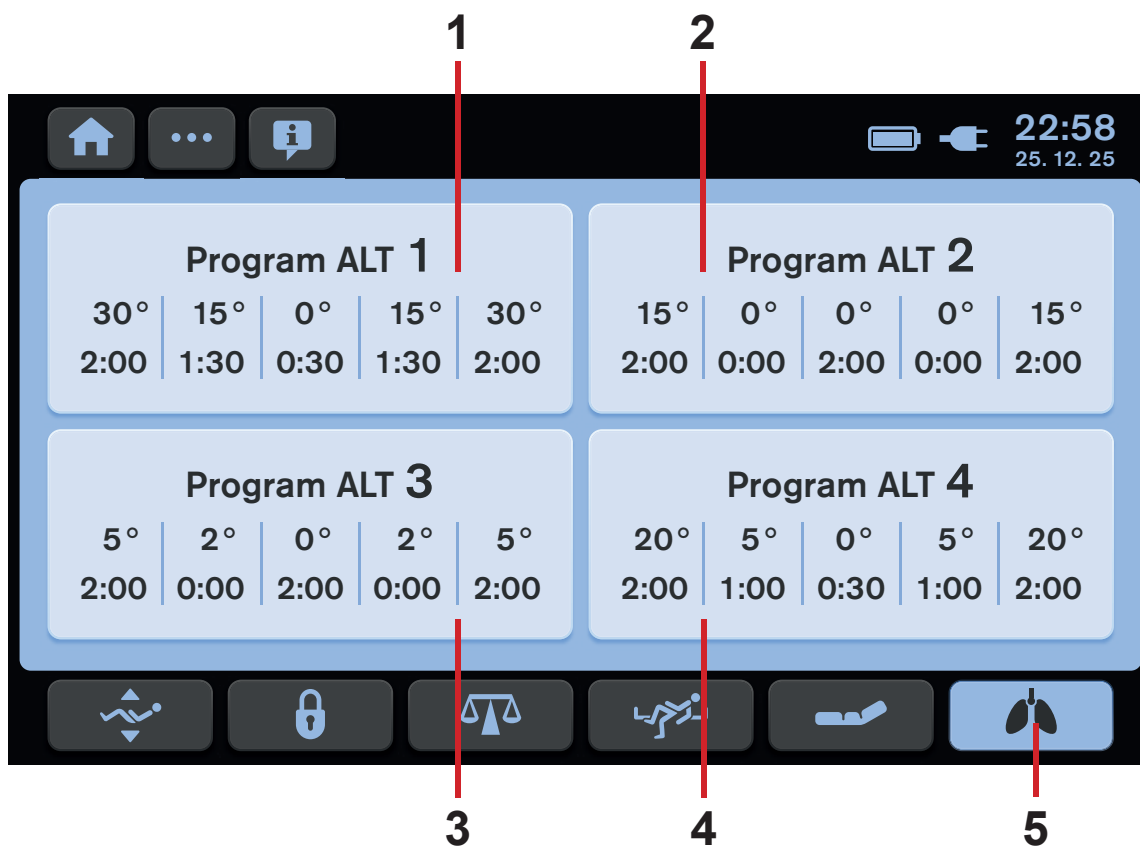 1 2
22:58
25. 12. 25
Program ALT 1
30° 15° 0° 15° 30°
2:00 1:30 0:30 1:30 2:00
Program ALT 2
15° 0° 0° 0° 15°
2:00 0:00 2:00 0:00 2:00
Program ALT 3
5° 2° 0° 2° 5°
2:00 0:00 2:00 0:00 2:00
Program ALT 4
20° 5° 0° 5° 20°
2:00 1:00 0:30 1:00 2:00
3 4 5